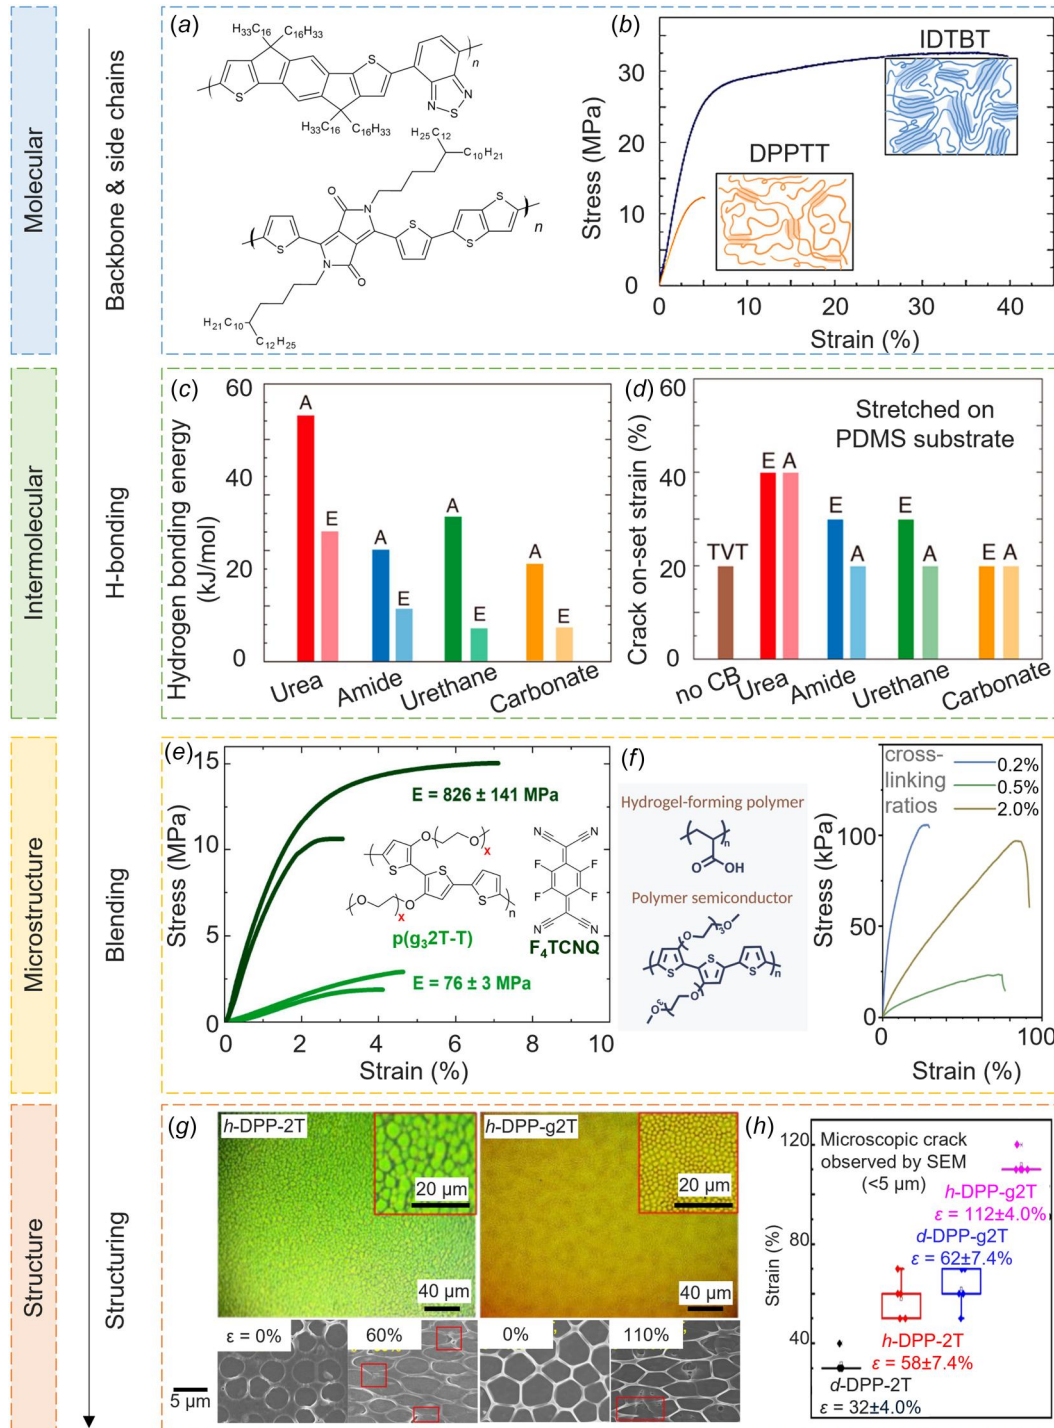 Molecular
Backbone & side chains
(a)
H33C16 C16H33
S
N
S
N
n
S
H33C16 C16H33
H25C12
C10H21
O
N
S
S
S
S
n
N
O
H21C10
C12H25
(b)
IDTBT
DPPTT
Stress (MPa)
30
20
10
0
0 10 20 30 40
Strain (%)
Intermolecular
H-bonding
(c)
Hydrogen bonding energy
(kJ/mol)
60
40
20
0
A E A E A E A E
Urea Amide Urethane Carbonate
(d)
Stretched on
PDMS substrate
Crack on-set strain (%)
60
40
20
0
TVT E A E A E A E A
no CB Urea Amide Urethane Carbonate
Microstructure
Blending
(e)
Stress (MPa)
15
10
5
0
E = 826 ± 141 MPa
E = 76 ± 3 MPa
p(g32T-T)
F4TCNQ
O O x
S
S
S
n
O O x
CN NC
F F
F F
CN NC
0 2 4 6 8 10
Strain (%)
(f)
Hydrogel-forming polymer
n
O OH
Polymer semiconductor
O O
S S S n
O O
cross-
linking
ratios
0.2%
0.5%
2.0%
Stress (kPa)
100
0
0 100
Strain (%)
Structure
Structuring
(g)
h-DPP-2T
20 µm
40 µm
h-DPP-g2T
20 µm
40 µm
ε = 0%
60%
0%
110%
5 µm
(h)
Microscopic crack
observed by SEM
(<5 µm)
Strain (%)
120
80
40
h-DPP-g2T
ε = 112±4.0%
d-DPP-g2T
ε = 62±7.4%
h-DPP-2T
ε = 58±7.4%
d-DPP-2T
ε = 32±4.0%